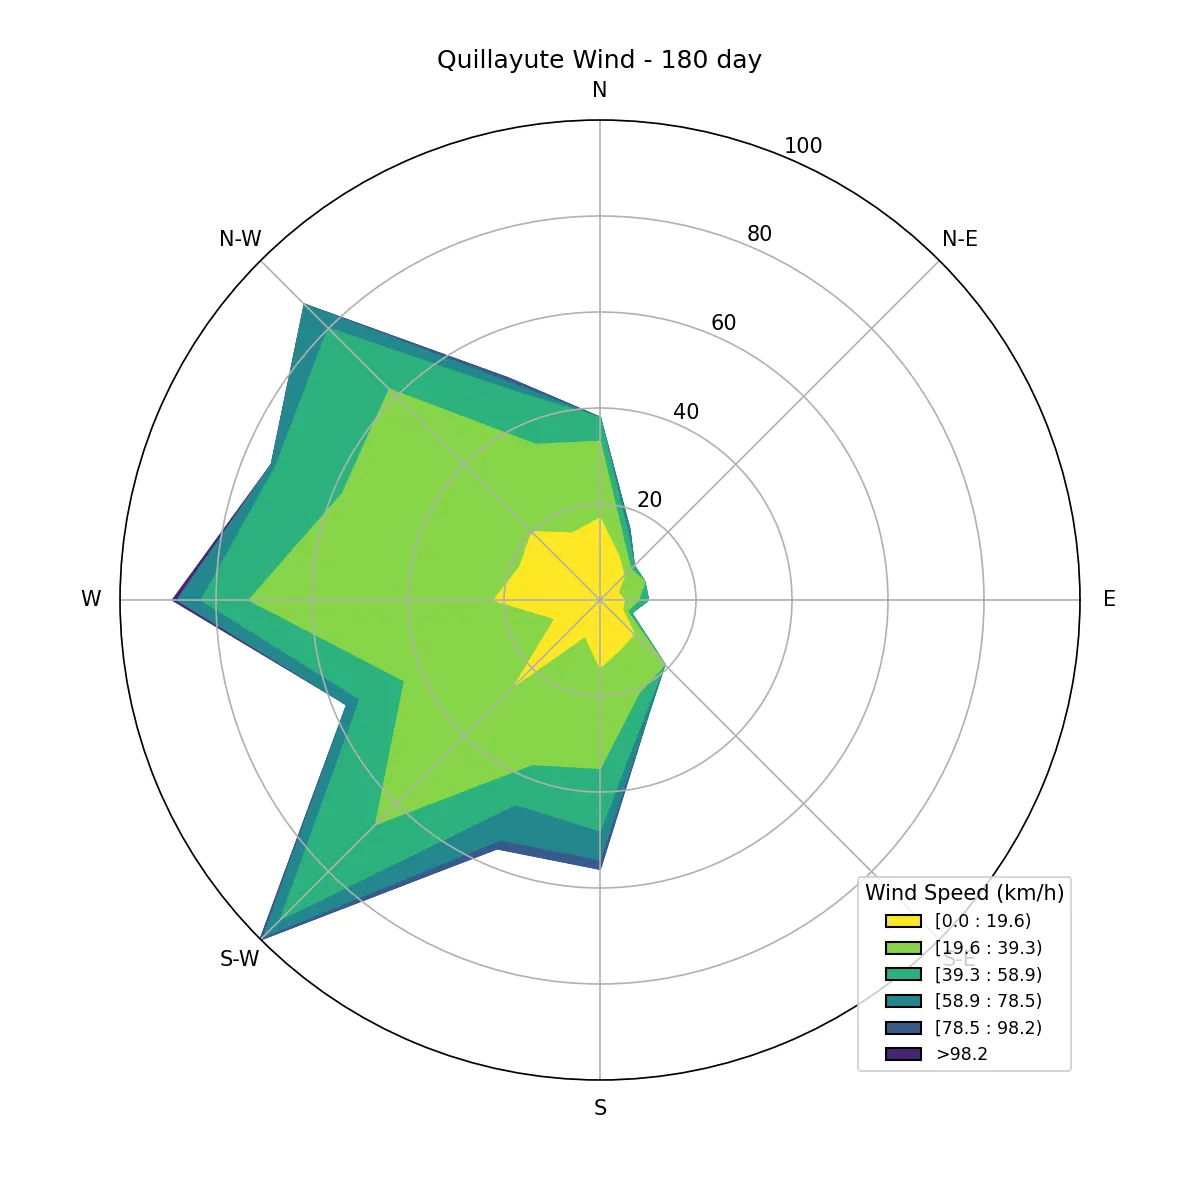 Quillayute Wind - 180 day
N
100
N-W
80
N-E
60
40
20
W
E
S-W
S-E
S
Wind Speed (km/h)
[0.0 : 19.6)
[19.6 : 39.3)
[39.3 : 58.9)
[58.9 : 78.5)
[78.5 : 98.2)
>98.2